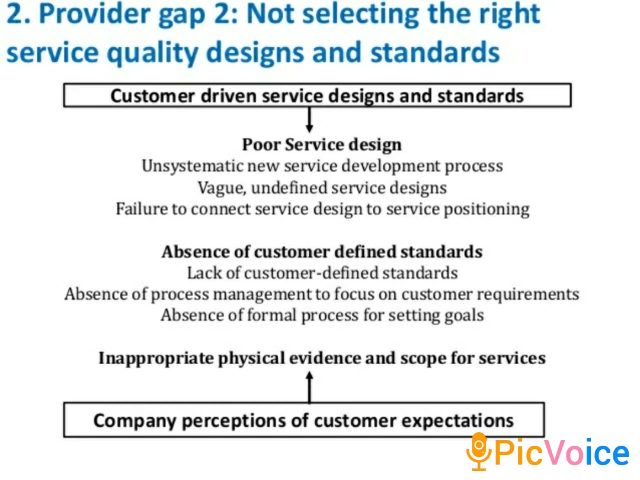 2. Provider gap 2: Not selecting the right
service quality designs and standards
Customer driven service designs and standards
Poor Service design
Unsystematic new service development process
Vague, undefined service designs
Failure to connect service design to service positioning
Absence of customer defined standards
Lack of customer-defined standards
Absence of process management to focus on customer requirements
Absence of formal process for setting goals
Inappropriate physical evidence and scope for services
Company perceptions of customer expectations
PicVoice